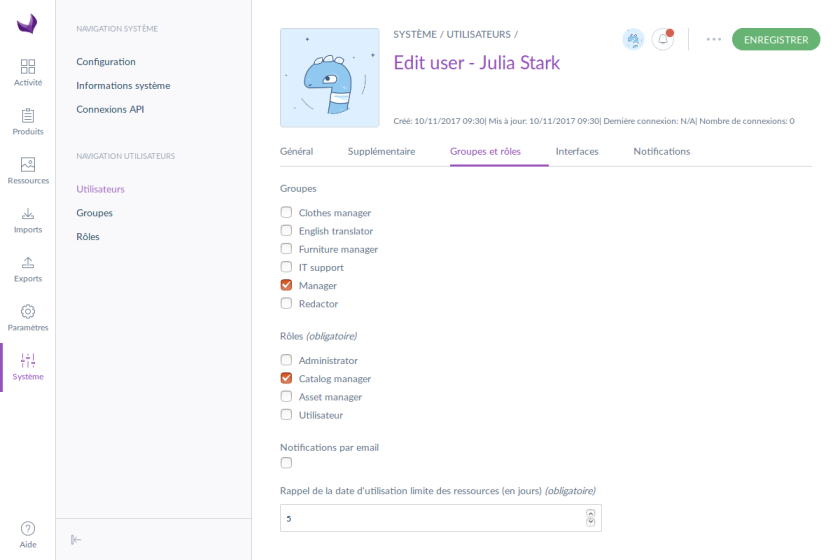 Activité
Produits
Ressources
Imports
Exports
Paramètres
Système
Aide
NAVIGATION SYSTÈME
Configuration
Informations système
Connexions API
NAVIGATION UTILISATEURS
Utilisateurs
Groupes
Rôles
SYSTÈME / UTILISATEURS /
ENREGISTRER
Edit user - Julia Stark
Créé: 10/11/2017 09:30| Mis à jour: 10/11/2017 09:30| Dernière connexion: N/A| Nombre de connexions: 0
Général Supplémentaire Groupes et rôles Interfaces Notifications
Groupes
Clothes manager
English translator
Furniture manager
IT support
Manager
Redactor
Rôles (obligatoire)
Administrator
Catalog manager
Asset manager
Utilisateur
Notifications par email
Rappel de la date d'utilisation limite des ressources (en jours) (obligatoire)
5